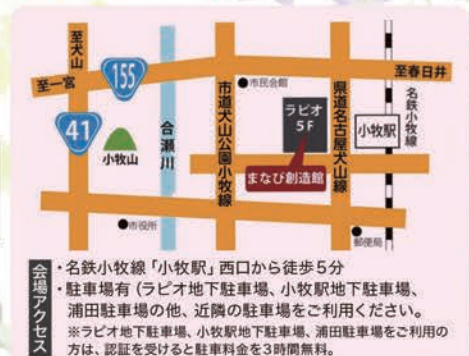 至犬山
至一宮
155
41
小牧山
合瀬川
市道犬山公園小牧線
市民会館
ラピオ
5F
まなび創造館
県道名古屋犬山線
小牧駅
至春日井
名鉄小牧線
市役所
郵便局
会場アクセス
・名鉄小牧線「小牧駅」西口から徒歩5分
・駐車場有(ラピオ地下駐車場、小牧駅地下駐車場、
浦田駐車場の他、近隣の駐車場をご利用ください。
※ラピオ地下駐車場、小牧駅地下駐車場、浦田駐車場をご利用の
方は、認証を受けると駐車料金を3時間無料。